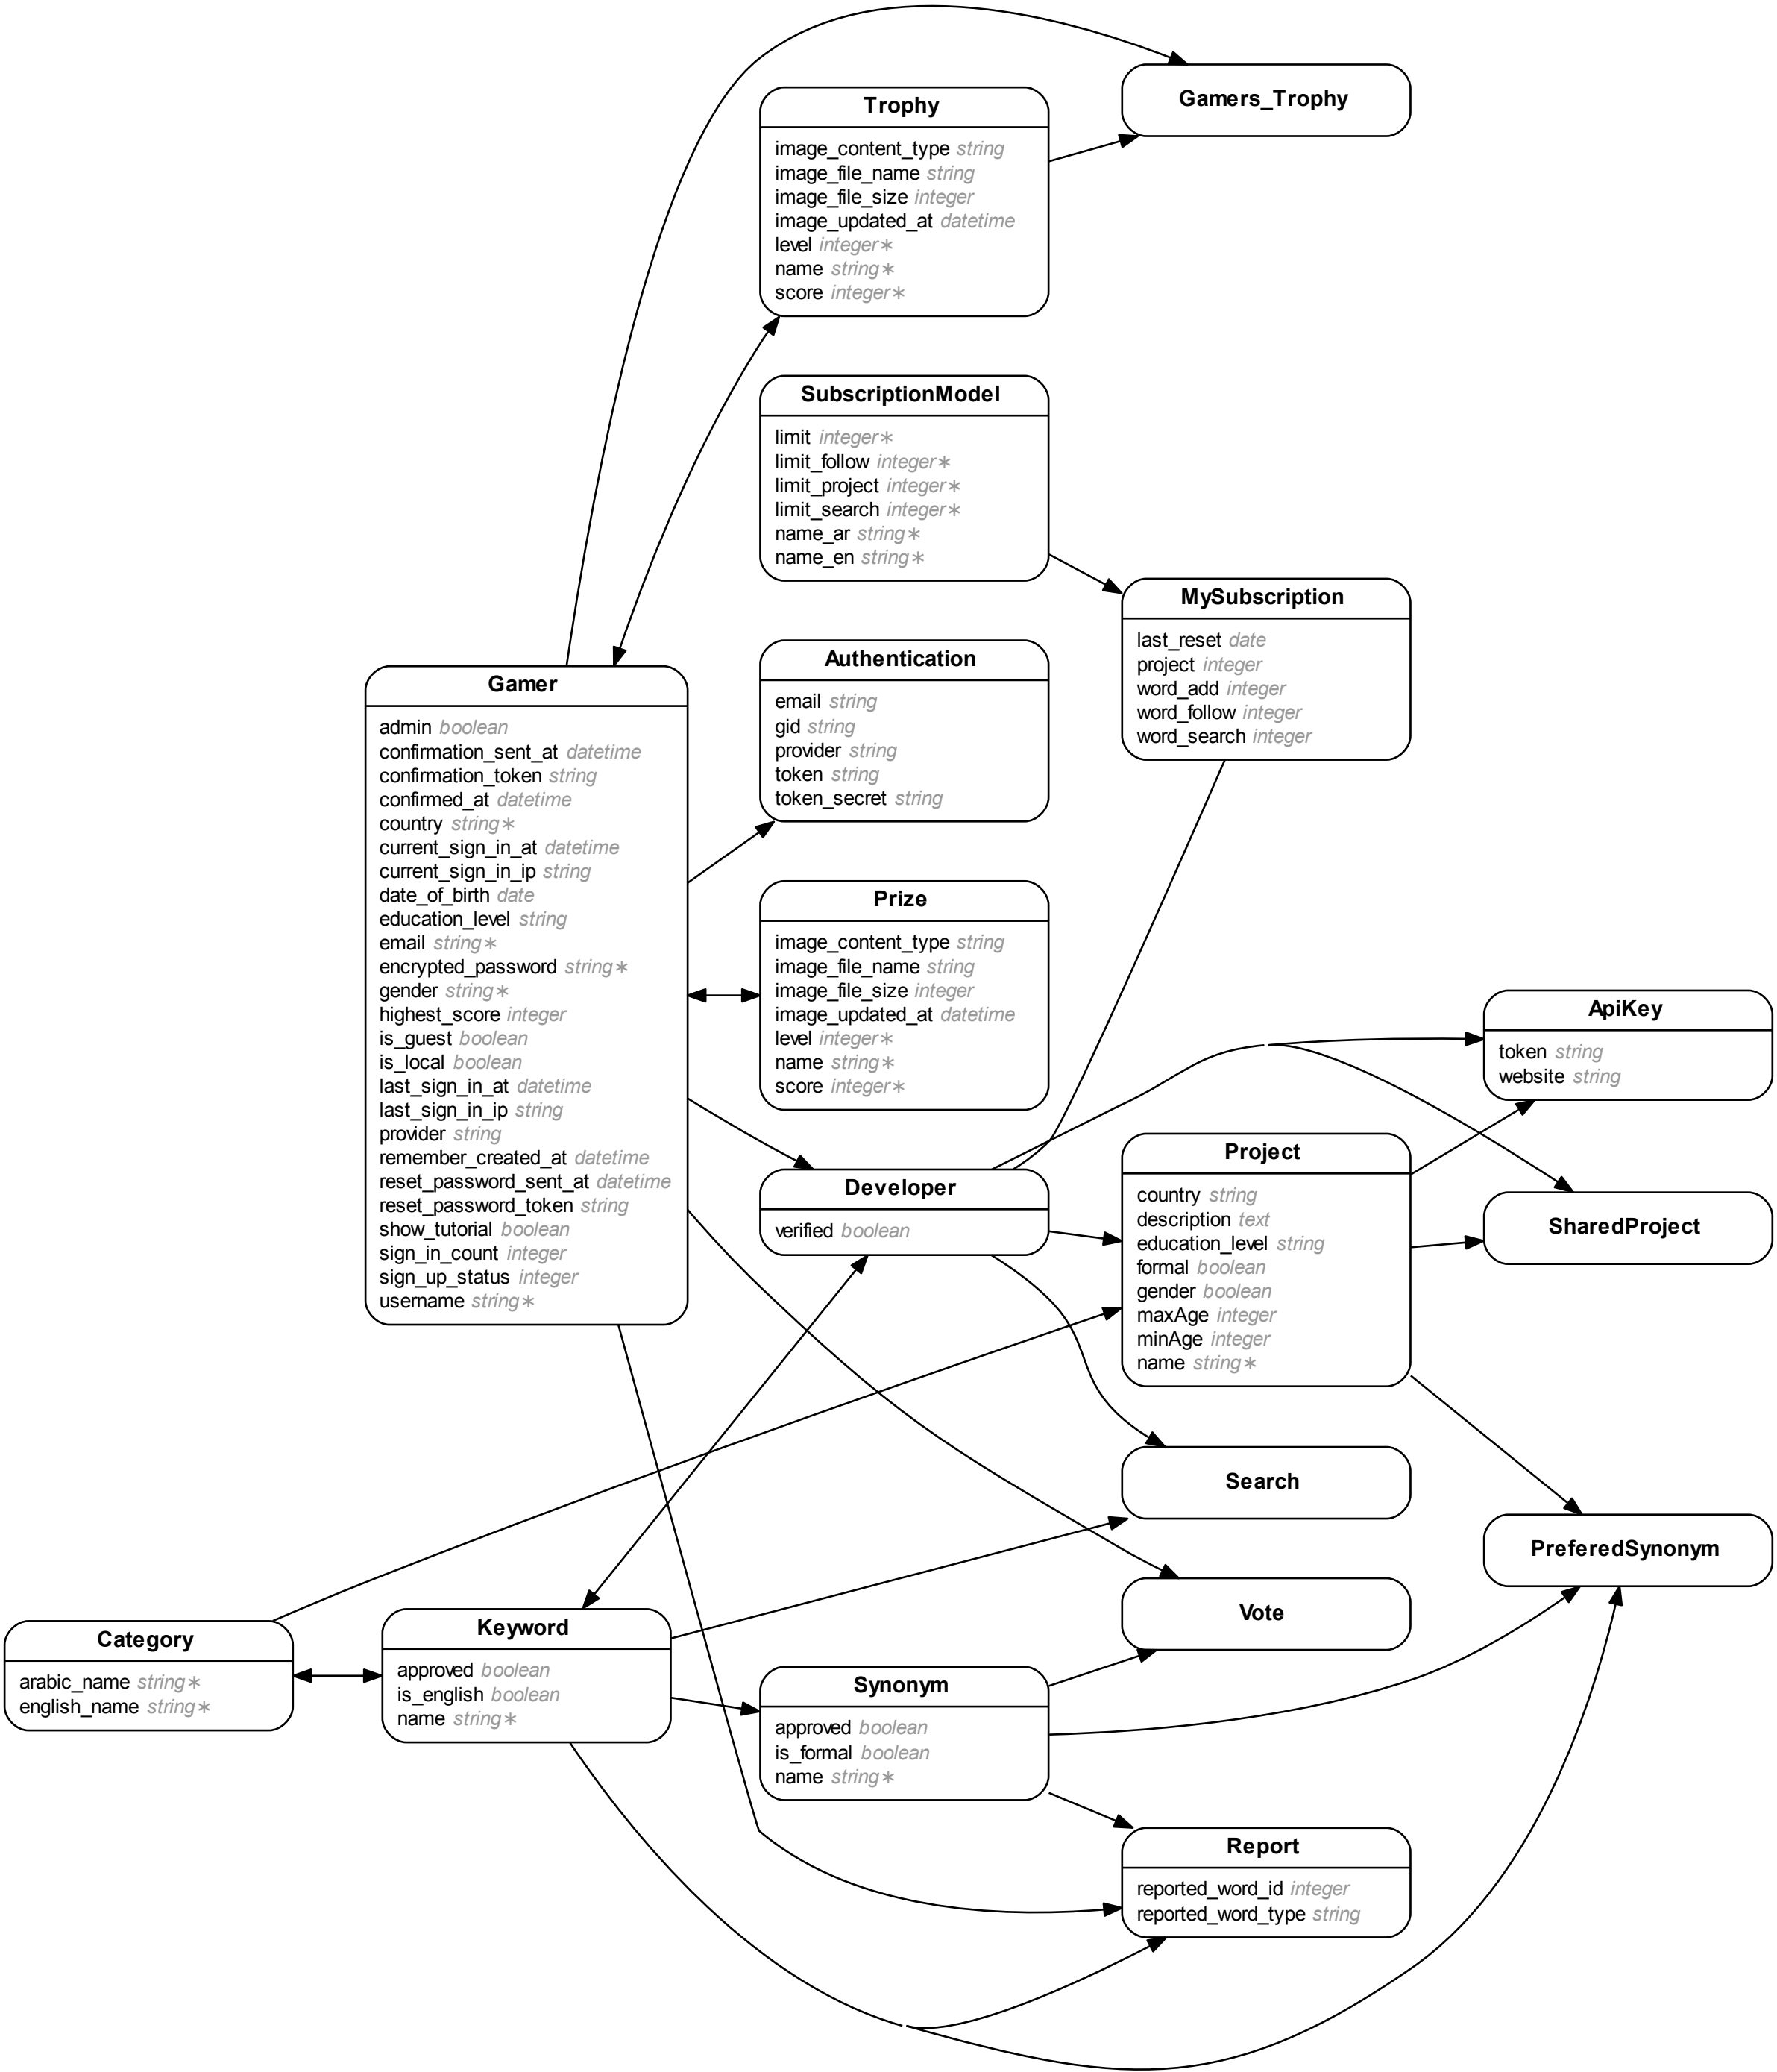 Gamers_Trophy
Trophy
image_content_type string
image_file_name string
image_file_size integer
image_updated_at datetime
level integer∗
name string∗
score integer∗
SubscriptionModel
limit integer∗
limit_follow integer∗
limit_project integer∗
limit_search integer∗
name_ar string∗
name_en string∗
MySubscription
last_reset date
project integer
word_add integer
word_follow integer
word_search integer
Authentication
email string
gid string
provider string
token string
token_secret string
Gamer
admin boolean
confirmation_sent_at datetime
confirmation_token string
confirmed_at datetime
country string∗
current_sign_in_at datetime
current_sign_in_ip string
date_of_birth date
education_level string
email string∗
encrypted_password string∗
gender string∗
highest_score integer
is_guest boolean
is_local boolean
last_sign_in_at datetime
last_sign_in_ip string
provider string
remember_created_at datetime
reset_password_sent_at datetime
reset_password_token string
show_tutorial boolean
sign_in_count integer
sign_up_status integer
username string∗
Prize
image_content_type string
image_file_name string
image_file_size integer
image_updated_at datetime
level integer∗
name string∗
score integer∗
ApiKey
token string
website string
Developer
verified boolean
Project
country string
description text
education_level string
formal boolean
gender boolean
maxAge integer
minAge integer
name string∗
SharedProject
Search
PreferedSynonym
Vote
Category
arabic_name string∗
english_name string∗
Keyword
approved boolean
is_english boolean
name string∗
Synonym
approved boolean
is_formal boolean
name string∗
Report
reported_word_id integer
reported_word_type string